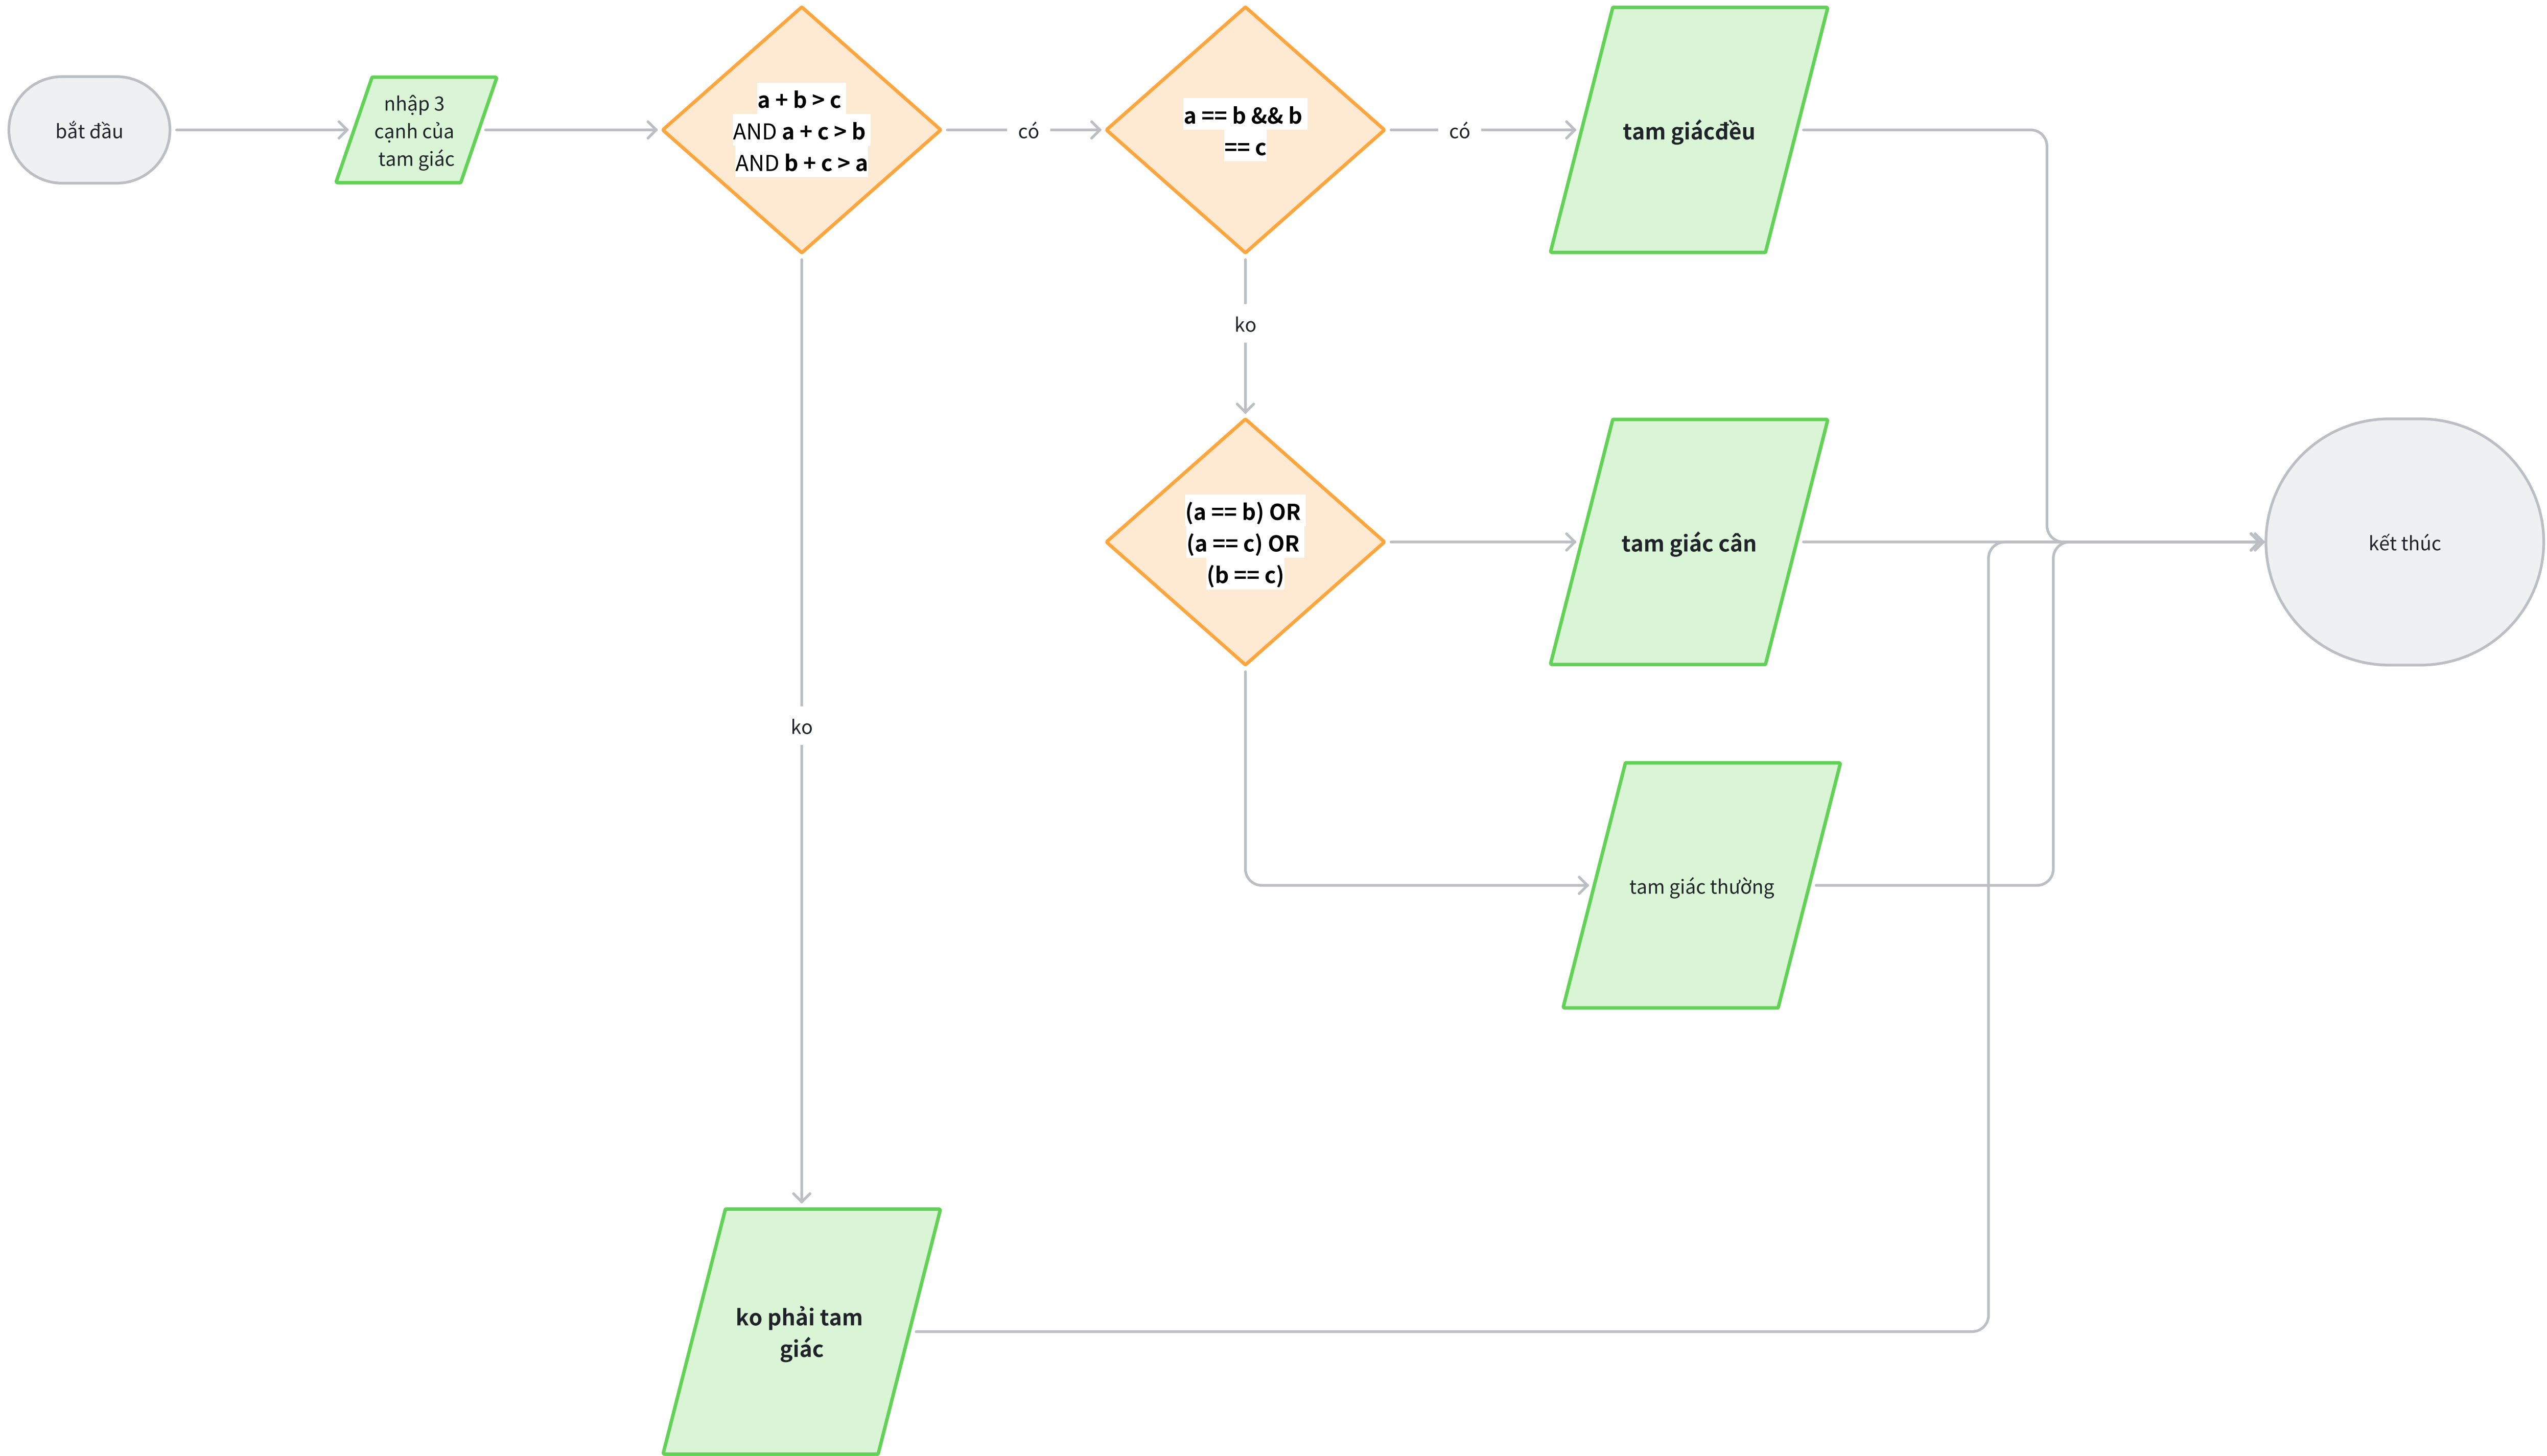 bắt đầu
nhập 3
cạnh của
tam giác
a + b > c
AND a + c > b
AND b + c > a
có
a == b && b
== c
có
tam giácđều
ko
(a == b) OR
(a == c) OR
(b == c)
tam giác cân
kết thúc
ko
tam giác thường
ko phải tam
giác